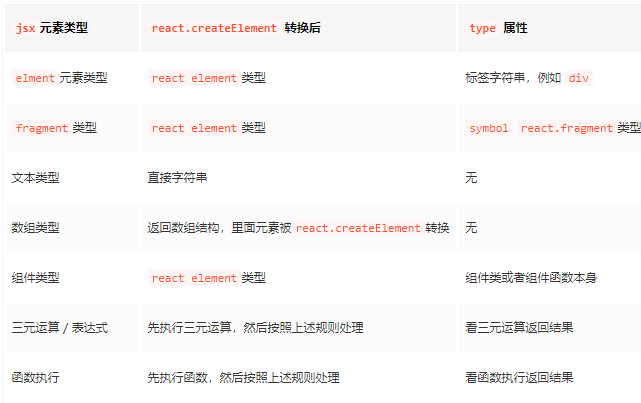 jsx 元素类型 react.createElement 转换后 type 属性
elment 元素类型 react element 类型 标签字符串，例如 div
fragment 类型 react element 类型 symbol react.fragment 类型
文本类型 直接字符串 无
数组类型 返回数组结构，里面元素被 react.createElement 转换 无
组件类型 react element 类型 组件类或者组件函数本身
三元运算 / 表达式 先执行三元运算，然后按照上述规则处理 看三元运算返回结果
函数执行 先执行函数，然后按照上述规则处理 看函数执行返回结果